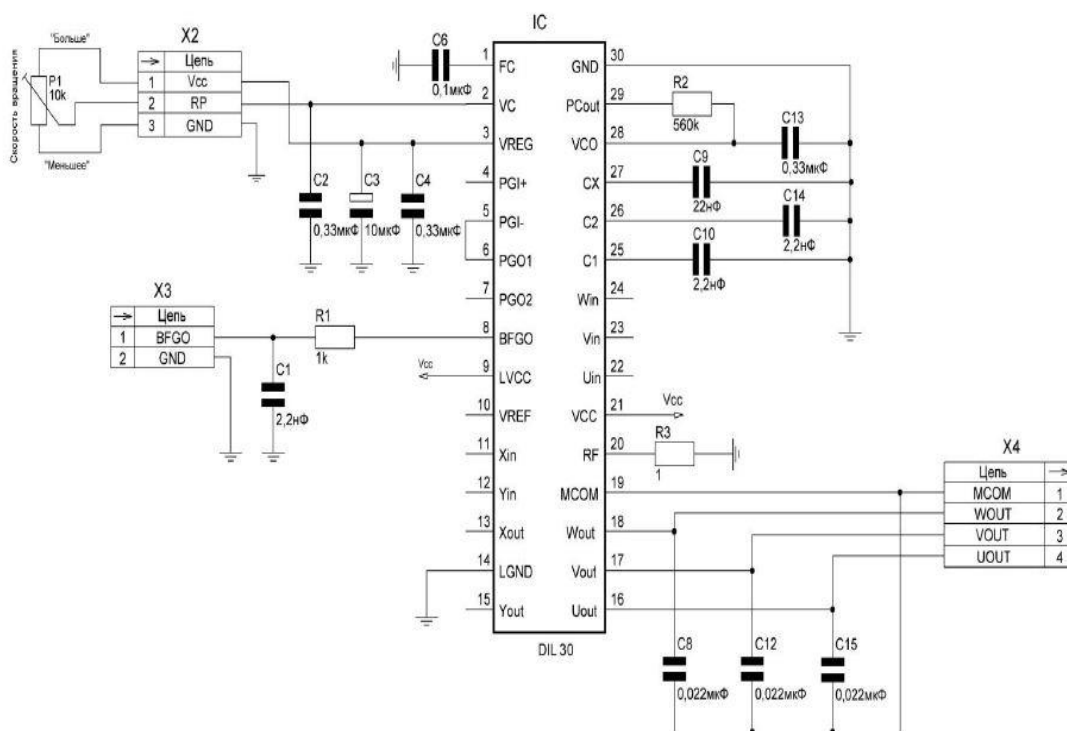 IC
"Больше"
X2
Цепь
1 Vcc
2 RP
3 GND
Скорость вращения
P1
10k
"Меньшее"
C6
0,1мкФ
C2
0,33мкФ
C3
10мкФ
C4
0,33мкФ
X3
Цепь
1 BFGO
2 GND
R1
1k
C1
2,2нФ
Vcc
1 FC
2 VC
3 VREG
4 PGI+
5 PGI-
6 PGO1
7 PGO2
8 BFGO
9 LVCC
10 VREF
11 Xin
12 Yin
13 Xout
14 LGND
15 Yout
GND 30
PCout 29
VCO 28
CX 27
C2 26
C1 25
Win 24
Vin 23
Uin 22
VCC 21
RF 20
MCOM 19
Wout 18
Vout 17
Uout 16
DIL 30
R2
560k
C13
0,33мкФ
C9
22нФ
C14
2,2нФ
C10
2,2нФ
Vcc
R3
1
X4
Цепь
MCOM 1
WOUT 2
VOUT 3
UOUT 4
C8
0,022мкФ
C12
0,022мкФ
C15
0,022мкФ